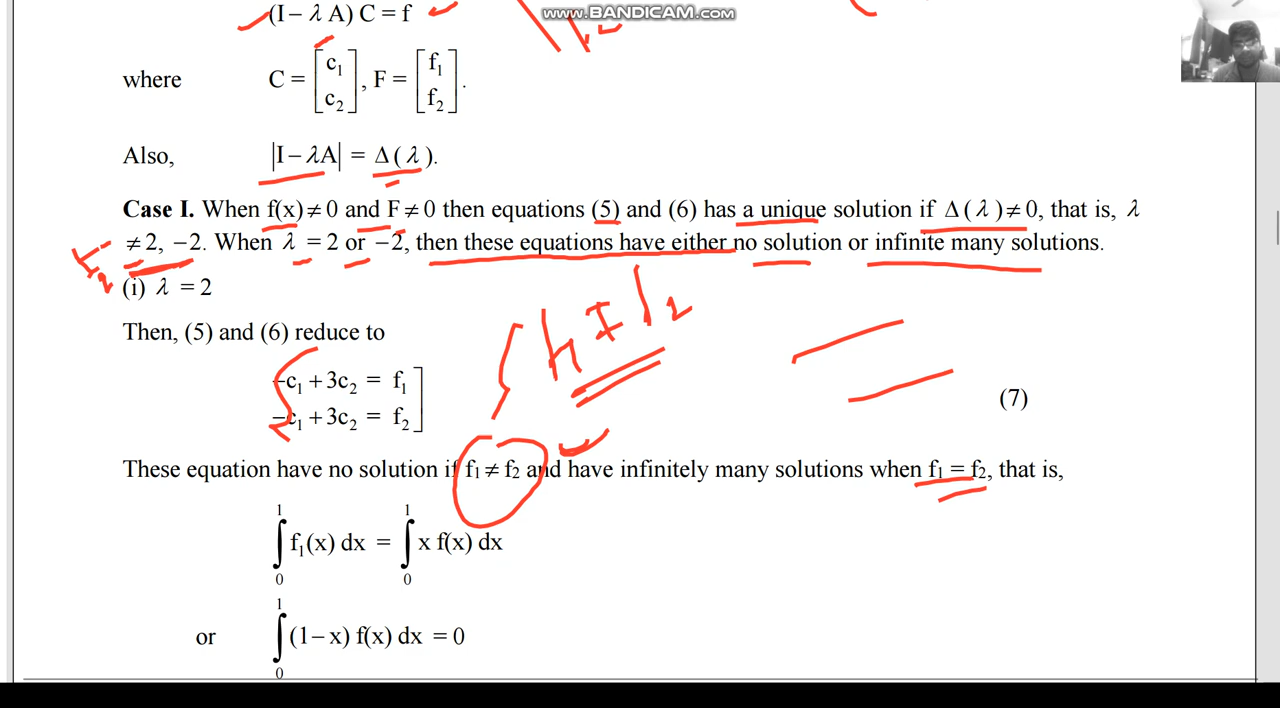 (I – λ A) C = f
www.BANDICAM.com
where C = [c₁ c₂], F = [f₁ f₂].
Also, |I – λA| = Δ(λ).
Case I. When f(x) ≠ 0 and F ≠ 0 then equations (5) and (6) has a unique solution if Δ(λ) ≠ 0, that is, λ
≠ 2, −2. When λ = 2 or −2, then these equations have either no solution or infinite many solutions.
(i) λ = 2
Then, (5) and (6) reduce to
−c₁ + 3c₂ = f₁
−c₁ + 3c₂ = f₂
(7)
These equation have no solution if f₁ ≠ f₂ and have infinitely many solutions when f₁ = f₂, that is,
∫₀¹ f₁(x) dx = ∫₀¹ x f(x) dx
or ∫₀¹ (1 – x) f(x) dx = 0